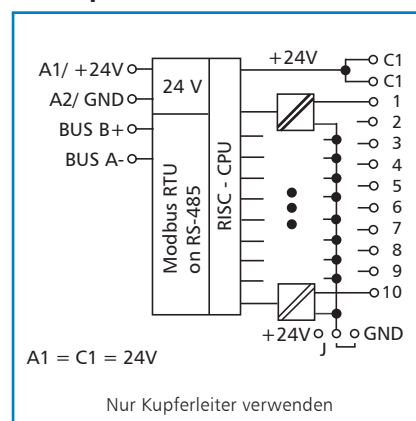 A1/ +24V
A2/ GND
BUS B+
BUS A-
24 V
Modbus RTU
on RS-485
RISC - CPU
+24V
C1
C1
1
2
3
4
5
6
7
8
9
10
+24V
J
GND
A1 = C1 = 24V
Nur Kupferleiter verwenden